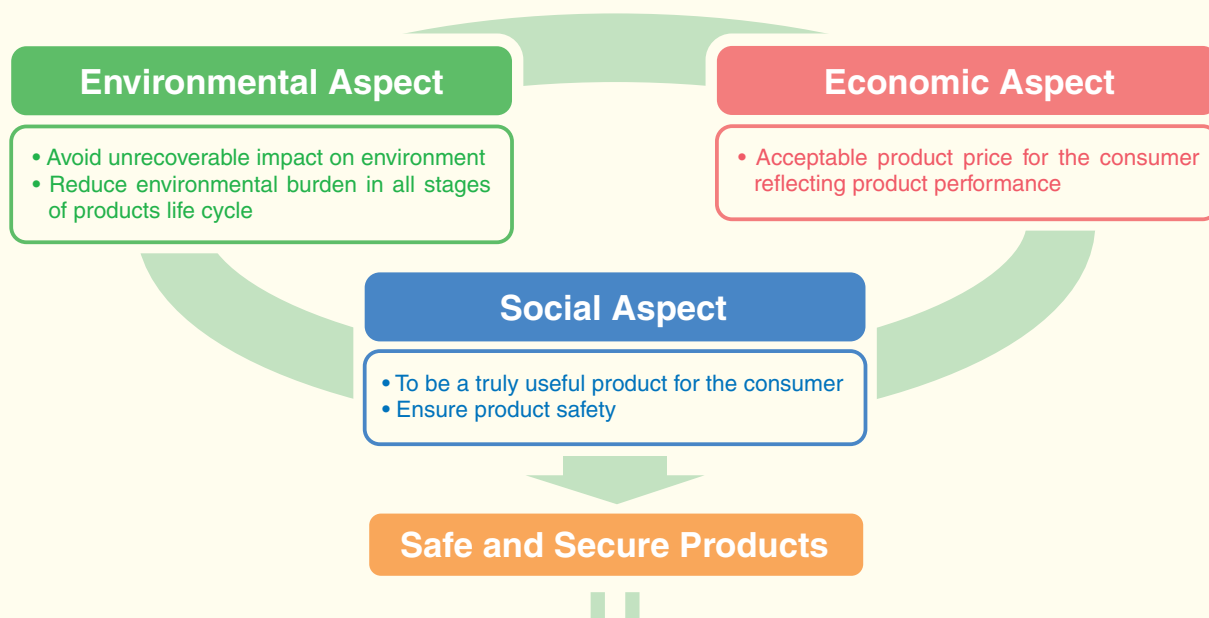 Environmental Aspect
• Avoid unrecoverable impact on environment
• Reduce environmental burden in all stages
of products life cycle
Economic Aspect
• Acceptable product price for the consumer
reflecting product performance
Social Aspect
• To be a truly useful product for the consumer
• Ensure product safety
Safe and Secure Products